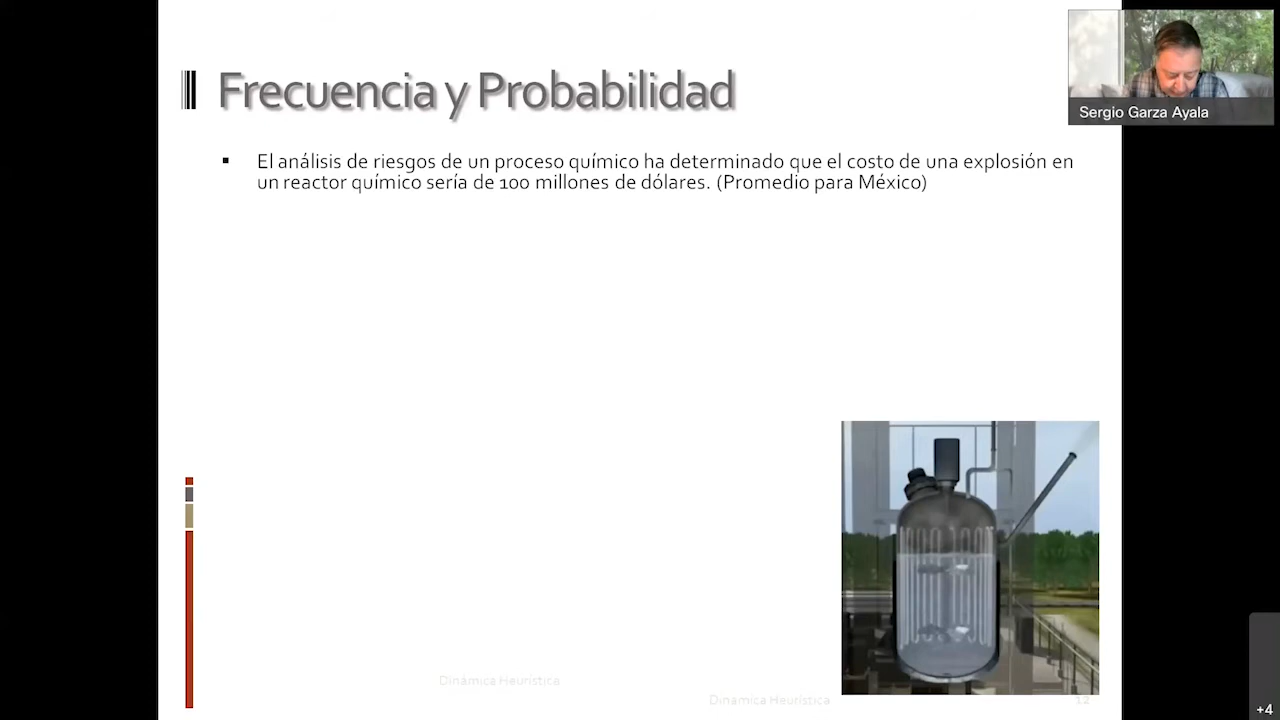 Frecuencia y Probabilidad
Sergio Garza Ayala
▪ El análisis de riesgos de un proceso químico ha determinado que el costo de una explosión en
un reactor químico sería de 100 millones de dólares. (Promedio para México)
Dinámica Heurística
Dinámica Heurística
12
+4